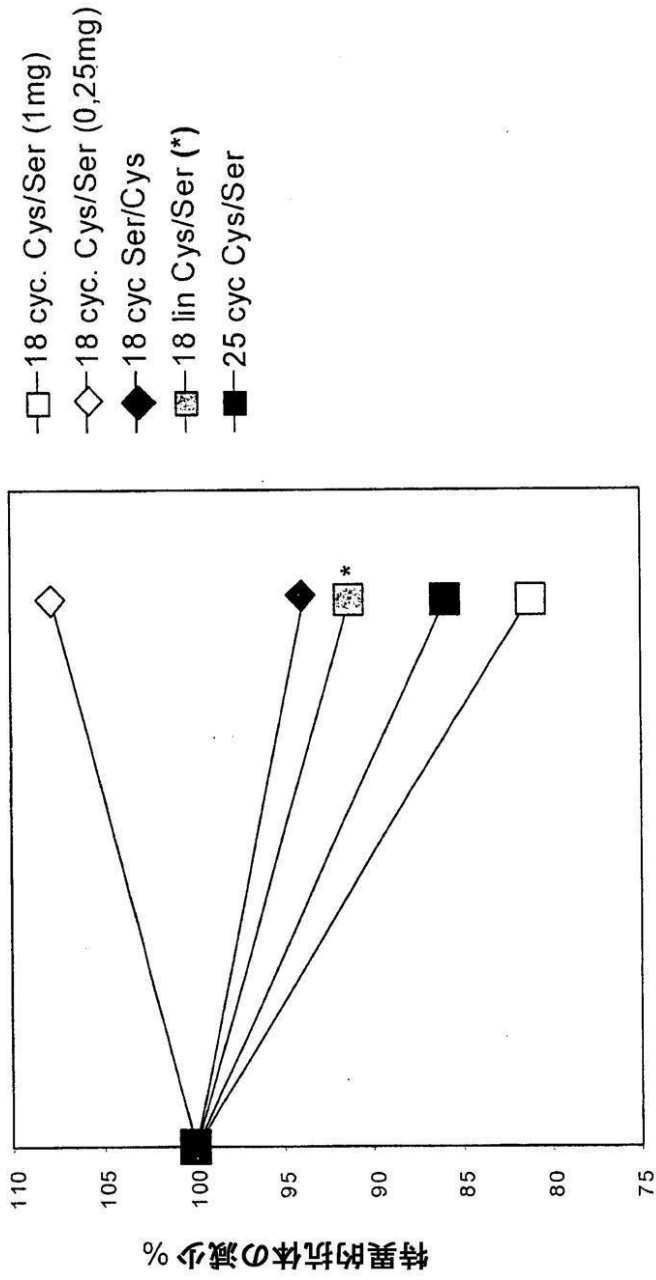 特異的抗体の減少 %
110
105
100
95
90
85
80
75
*
18 cyc. Cys/Ser (1mg)
18 cyc. Cys/Ser (0,25mg)
18 cyc Ser/Cys
18 lin Cys/Ser (*)
25 cyc Cys/Ser